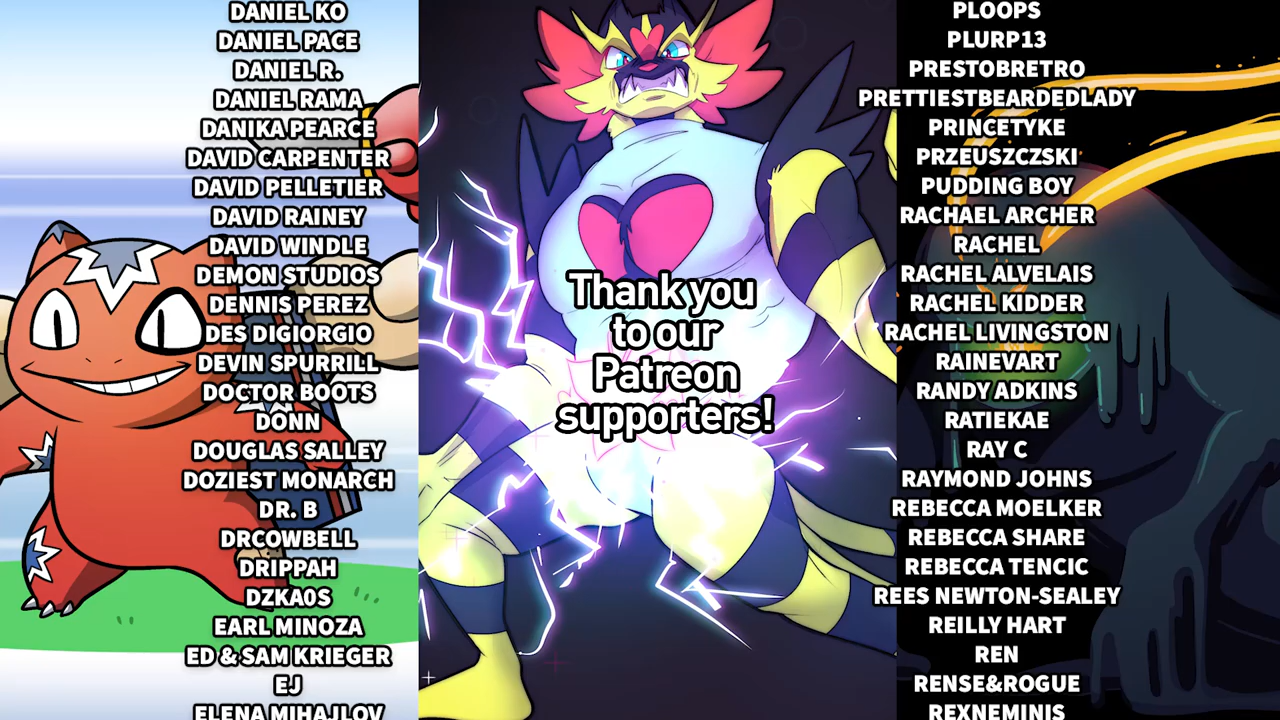 DANIEL KO
DANIEL PACE
DANIEL R.
DANIEL RAMA
DANIKA PEARCE
DAVID CARPENTER
DAVID PELLETIER
DAVID RAINEY
DAVID WINDLE
DEMON STUDIOS
DENNIS PEREZ
DES DIGIORGIO
DEVIN SPURRILL
DOCTOR BOOTS
DONN
DOUGLAS SALLEY
DOZIEST MONARCH
DR. B
DRCOWBELL
DRIPPAH
DZKA0S
EARL MINOZA
ED & SAM KRIEGER
EJ
ELENA MIHAJLOV
Thank you
to our
Patreon
supporters!
PLOOPS
PLURP13
PRESTOBRETRO
PRETTIESTBEARDEDLADY
PRINCETYKE
PRZEUSZCZSKI
PUDDING BOY
RACHAEL ARCHER
RACHEL
RACHEL ALVELAIS
RACHEL KIDDER
RACHEL LIVINGSTON
RAINEVART
RANDY ADKINS
RATIEKAE
RAY C
RAYMOND JOHNS
REBECCA MOELKER
REBECCA SHARE
REBECCA TENCIC
REES NEWTON-SEALEY
REILLY HART
REN
RENSE&ROGUE
REXNEMINIS